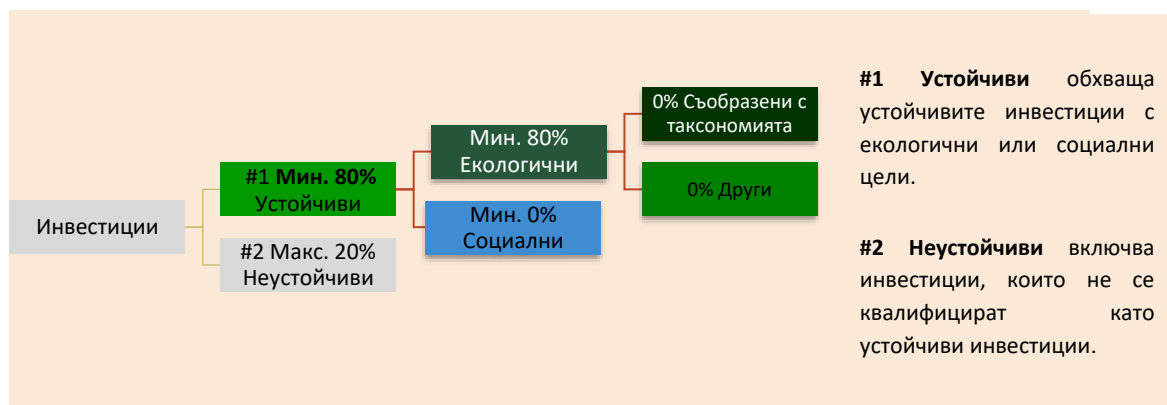 Инвестиции
#1 Мин. 80%
Устойчиви
#2 Макс. 20%
Неустойчиви
Мин. 80%
Екологични
Мин. 0%
Социални
0% Съобразени с
таксономията
0% Други
#1 Устойчиви обхваща
устойчивите инвестиции с
екологични или социални
цели.
#2 Неустойчиви включва
инвестиции, които не се
квалифицират като
устойчиви инвестиции.